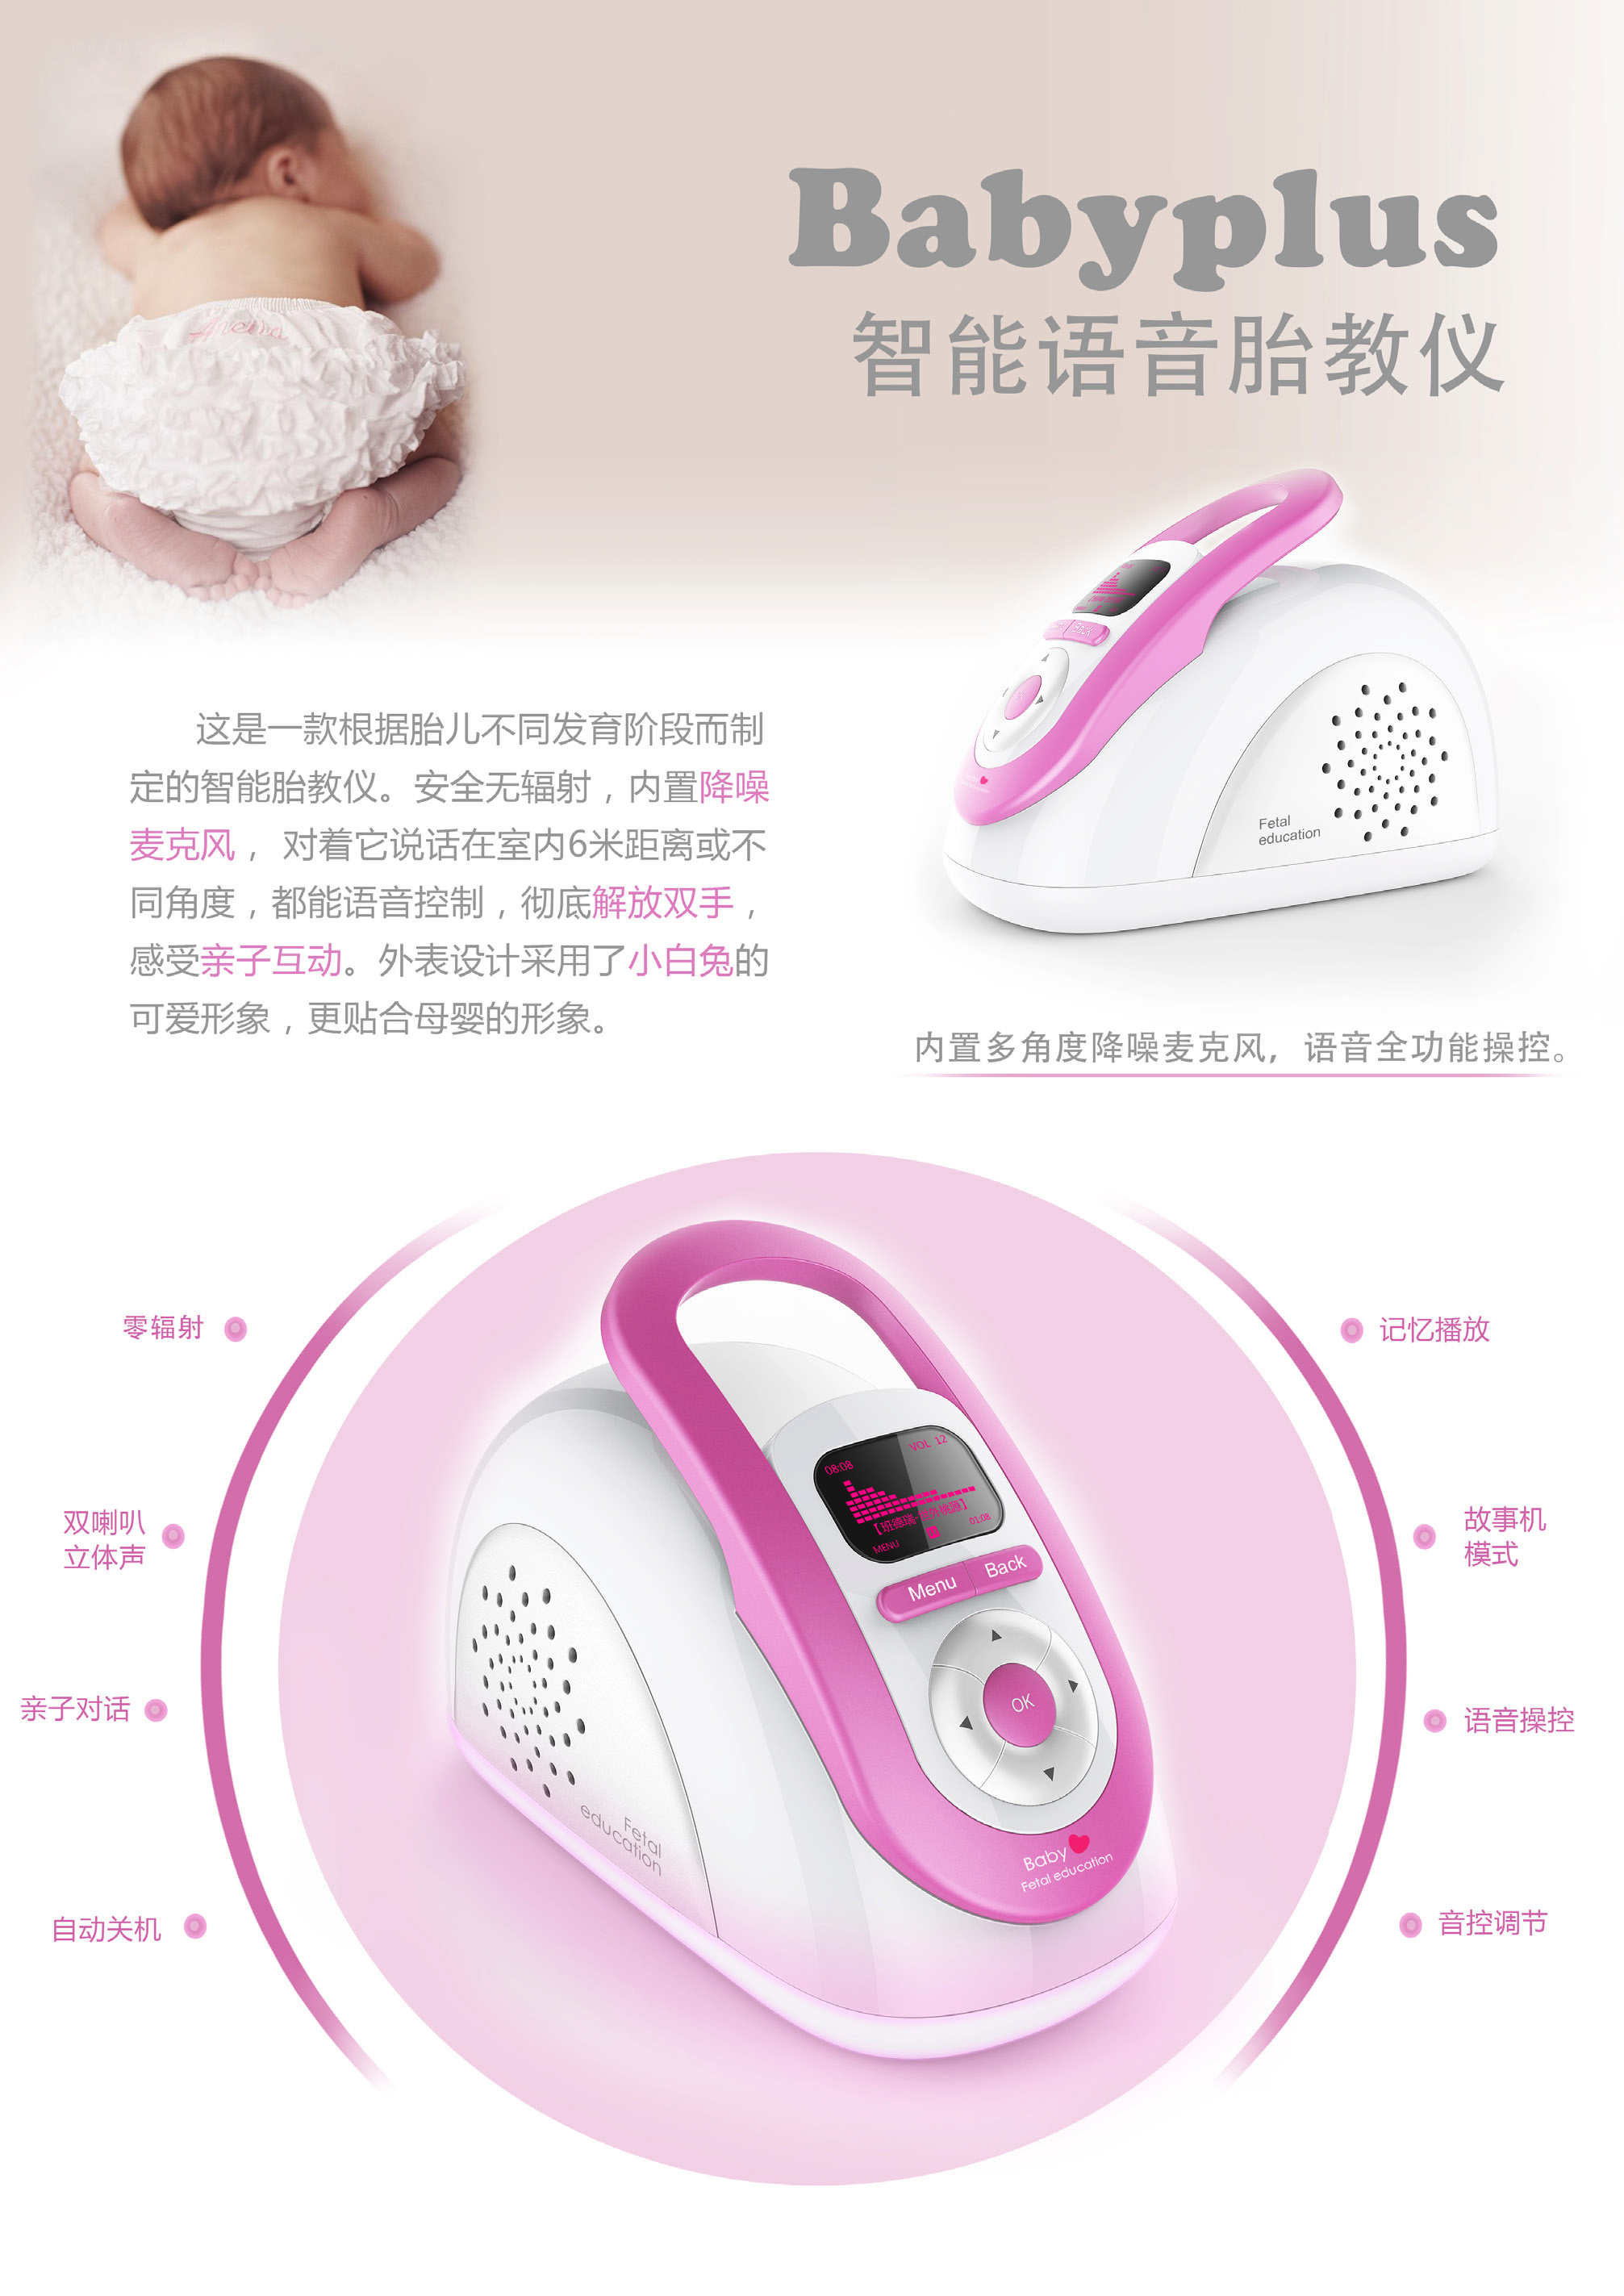 Babyplus
智能语音胎教仪
这是一款根据胎儿不同发育阶段而制
定的智能胎教仪。安全无辐射，内置降噪
麦克风， 对着它说话在室内6米距离或不
同角度，都能语音控制，彻底解放双手，
感受亲子互动。外表设计采用了小白兔的
可爱形象，更贴合母婴的形象。
Back
Fetal
education
内置多角度降噪麦克风，语音全功能操控。
零辐射
双喇叭
立体声
亲子对话
自动关机
记忆播放
故事机
模式
语音操控
音控调节
08:08
VOL 12
MENU
01:08
Menu
Back
OK
Baby
Fetal education
Fetal
education